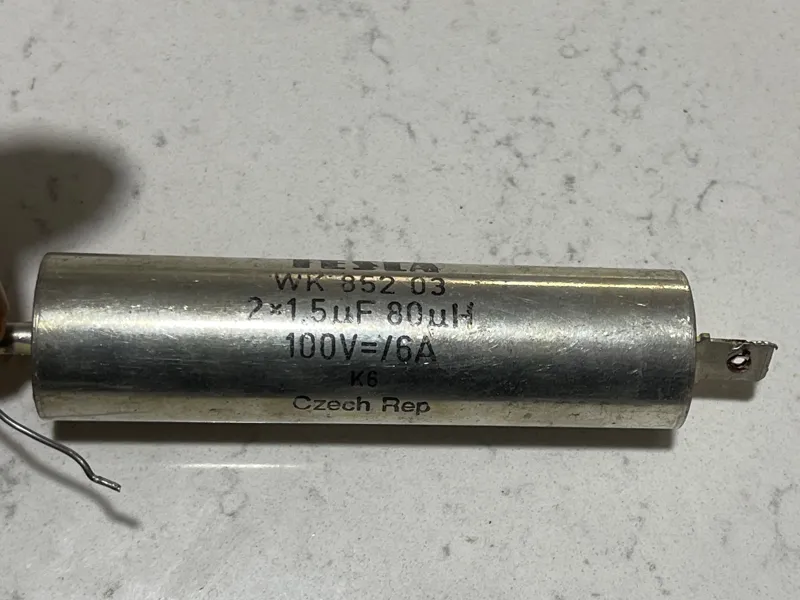 TESLA
WK 852 03
2×1.5µF 80µH
100V=/6A
K6
Czech Rep